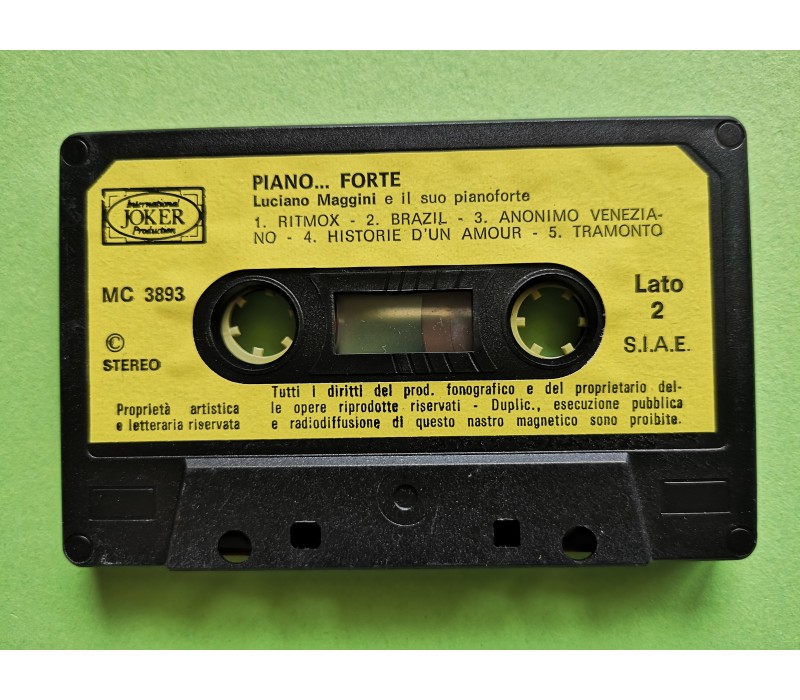 PIANO... FORTE
Luciano Maggini e il suo pianoforte
1. RITMOX - 2. BRAZIL - 3. ANONIMO VENEZIA-
NO - 4. HISTORIE D'UN AMOUR - 5. TRAMONTO
International
JOKER
Production
MC 3893
Lato
2
©
STEREO
S.I.A.E.
Proprietà artistica
e letteraria riservata
Tutti i diritti del prod. fonografico e del proprietario del-
le opere riprodotte riservati - Duplic., esecuzione pubblica
e radiodiffusione di questo nastro magnetico sono proibite.